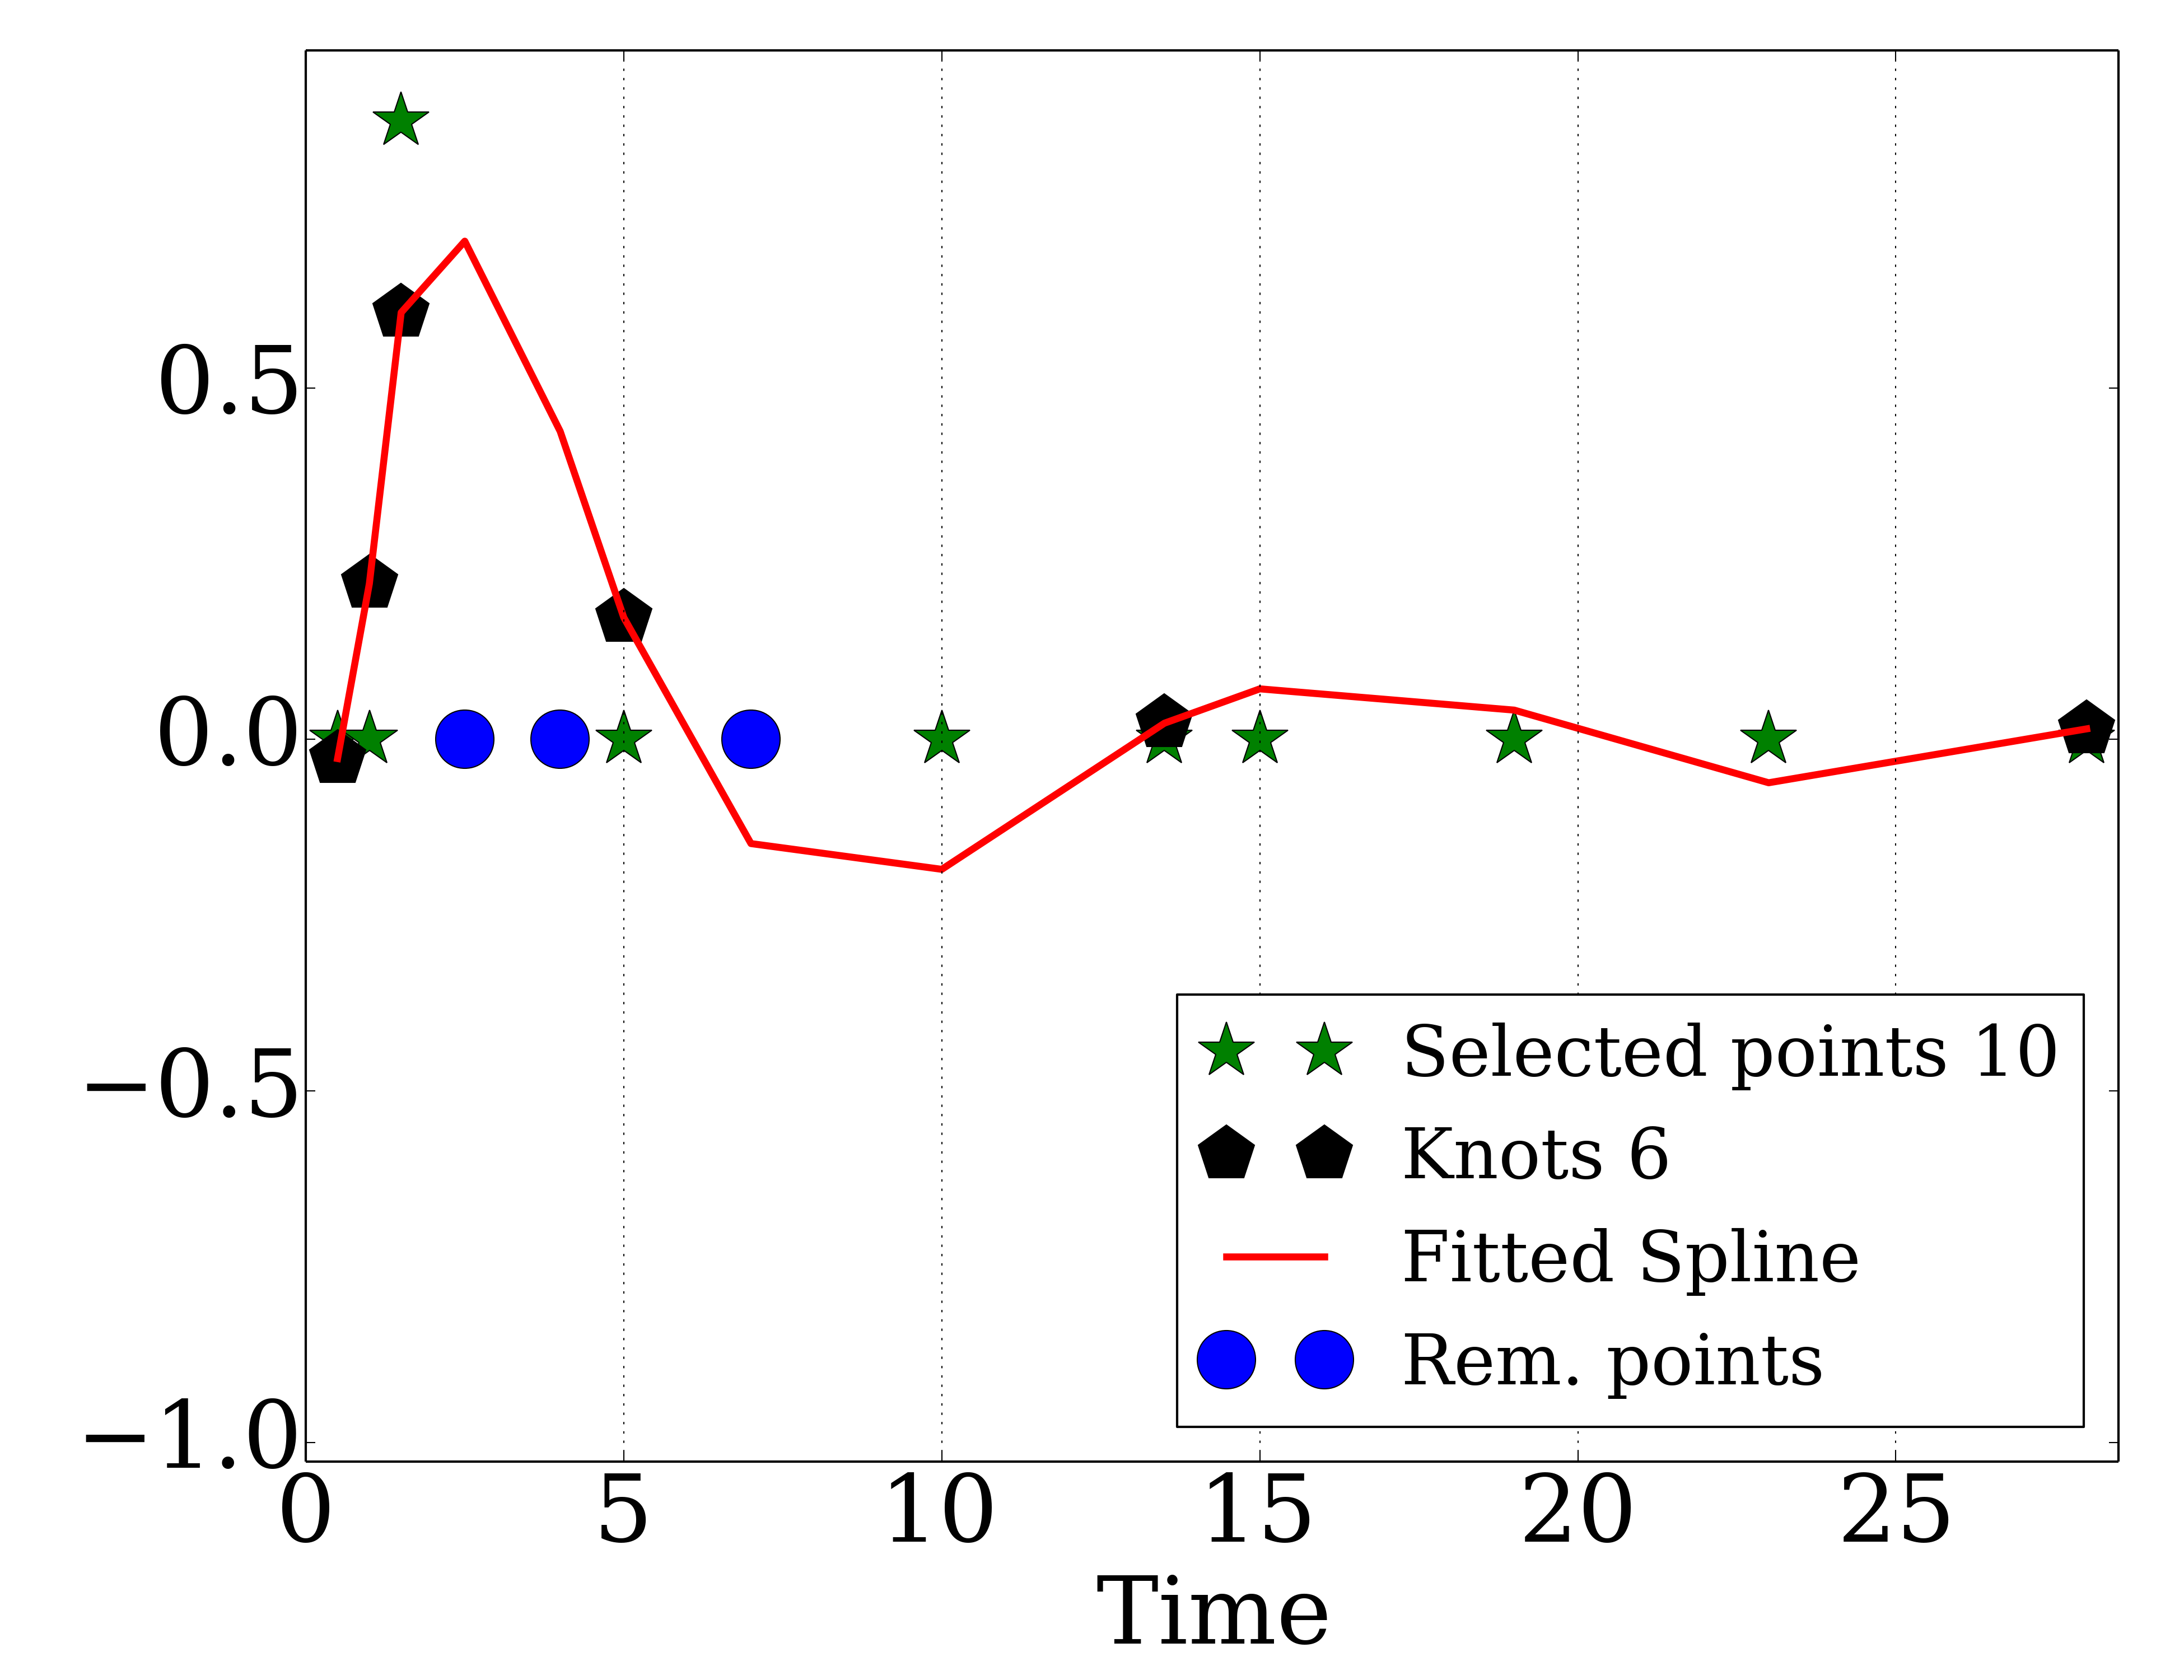 0.5
0.0
−0.5
−1.0
0 5 10 15 20 25
Time
Selected points 10
Knots 6
Fitted Spline
Rem. points